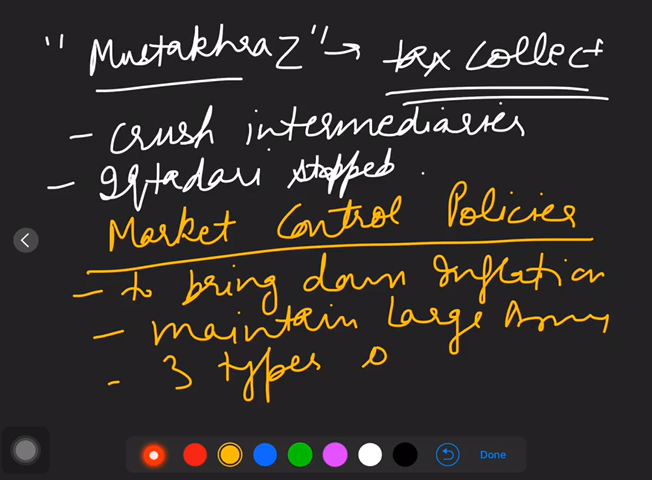 "MustakhraZ" → tax collect
- crush intermediaries
- Iqtadari stopped.
Market Control Policies
- to bring down Inflation
- maintain Large Army
- 3 types o
Done